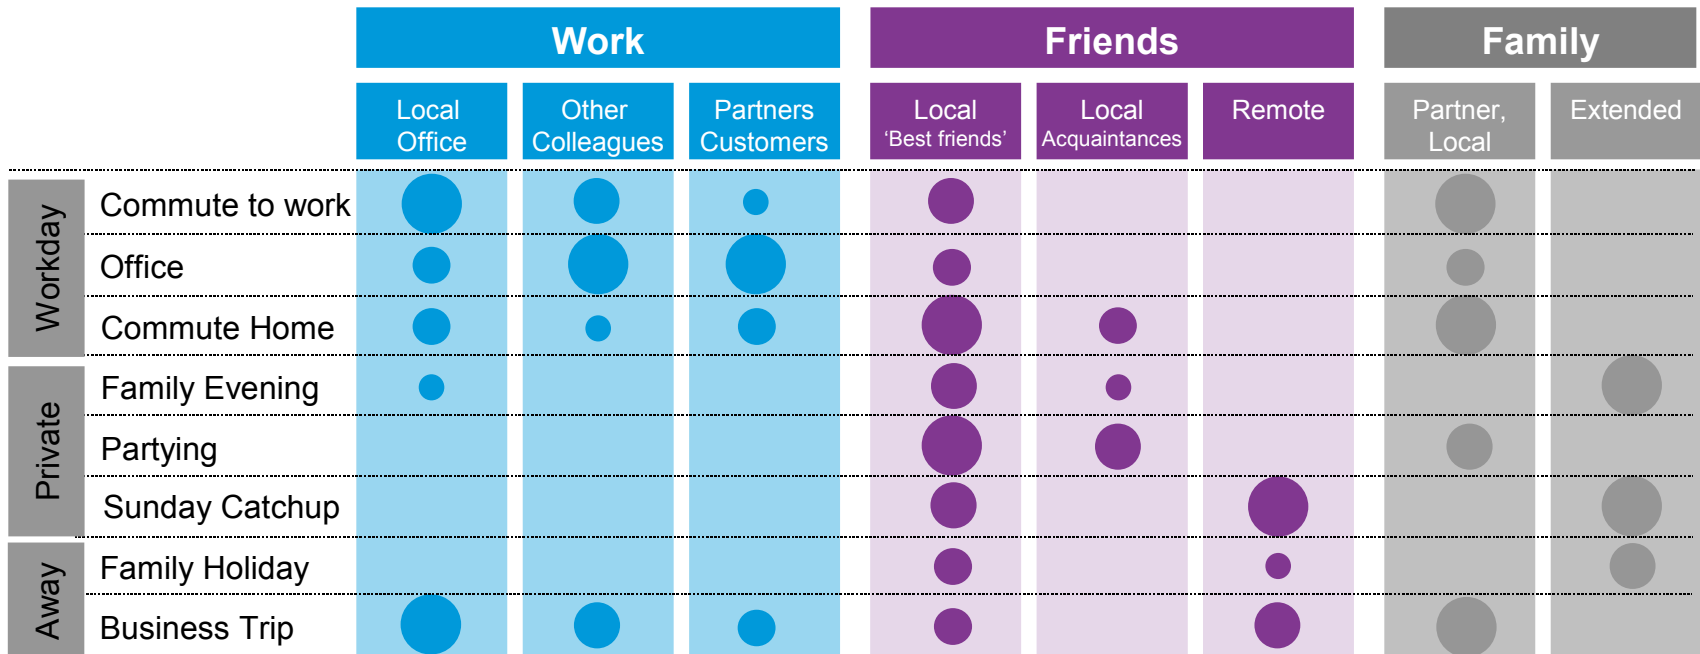 Work
Friends
Family
Local
Office
Other
Colleagues
Partners
Customers
Local
'Best friends'
Local
Acquaintances
Remote
Partner,
Local
Extended
Workday
Commute to work
Office
Commute Home
Private
Family Evening
Partying
Sunday Catchup
Away
Family Holiday
Business Trip